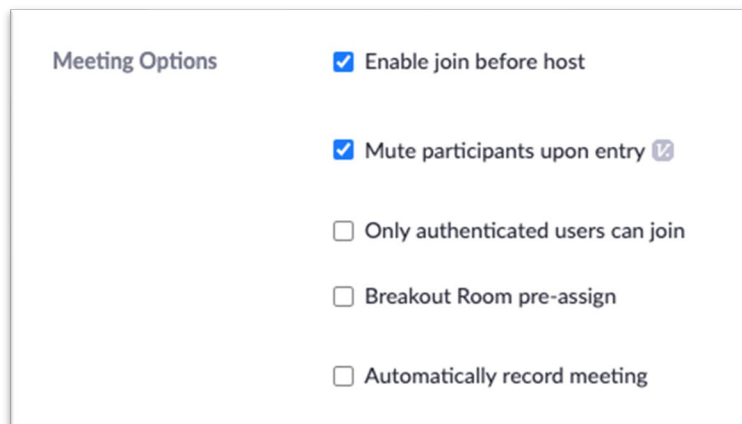 Meeting Options
Enable join before host
Mute participants upon entry
Only authenticated users can join
Breakout Room pre-assign
Automatically record meeting